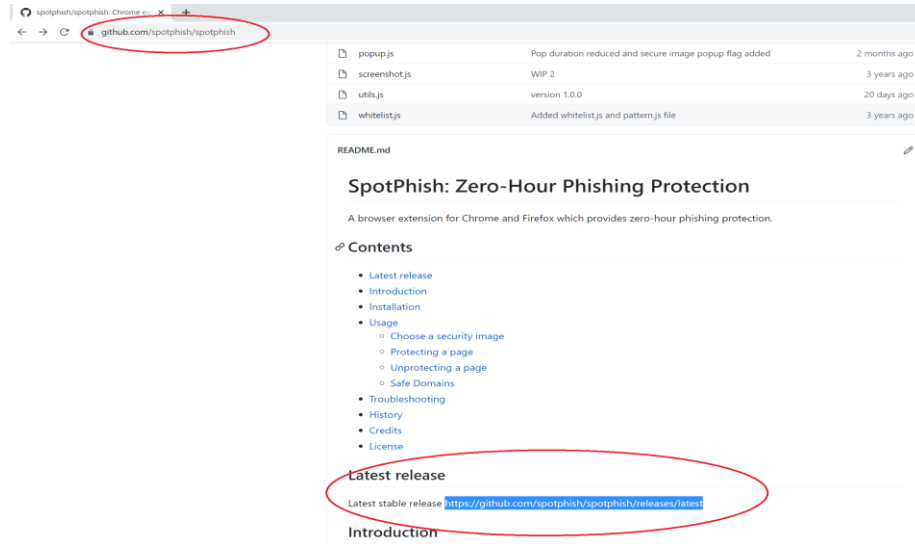 spotphish/spotphish: Chrome ex
github.com/spotphish/spotphish
popup.js Pop duration reduced and secure image popup flag added 2 months ago
screenshot.js WIP 2 3 years ago
utils.js version 1.0.0 20 days ago
whitelist.js Added whitelist.js and pattern.js file 3 years ago
README.md
SpotPhish: Zero-Hour Phishing Protection
A browser extension for Chrome and Firefox which provides zero-hour phishing protection.
Contents
Latest release
Introduction
Installation
Usage
Choose a security image
Protecting a page
Unprotecting a page
Safe Domains
Troubleshooting
History
Credits
License
Latest release
Latest stable release https://github.com/spotphish/spotphish/releases/latest
Introduction